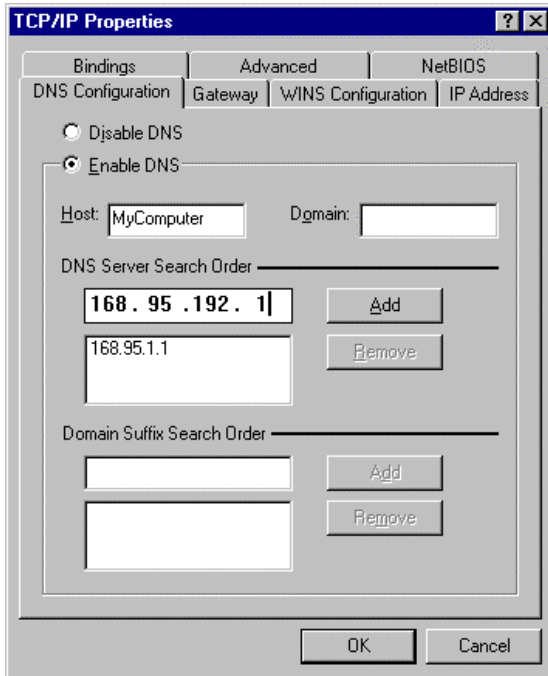 TCP/IP Properties
Bindings Advanced NetBIOS
DNS Configuration Gateway WINS Configuration IP Address
Disable DNS
Enable DNS
Host: MyComputer Domain:
DNS Server Search Order
168 . 95 .192 . 1 Add
168.95.1.1 Remove
Domain Suffix Search Order
Add
Remove
OK Cancel